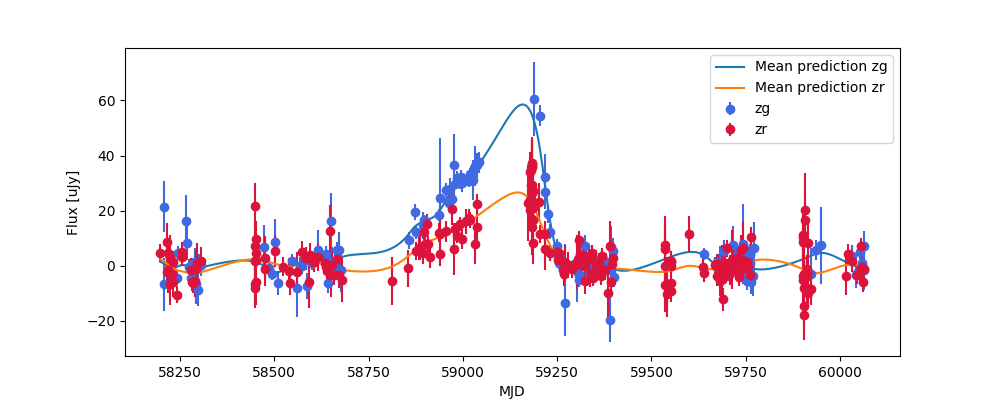 Mean prediction zg
Mean prediction zr
zg
zr
Flux [uJy]
60
40
20
0
−20
58250 58500 58750 59000 59250 59500 59750 60000
MJD